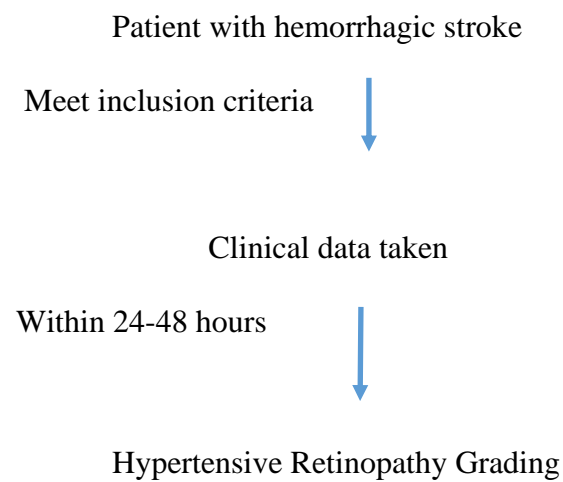 Patient with hemorrhagic stroke
Meet inclusion criteria
Clinical data taken
Within 24-48 hours
Hypertensive Retinopathy Grading